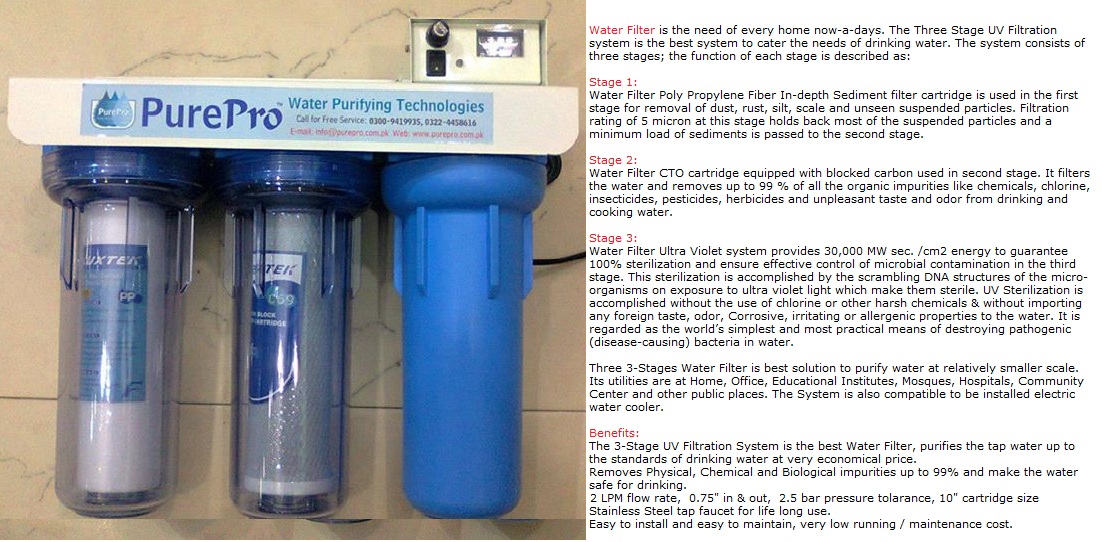 PurePro
PurePro™
Water Purifying Technologies
Call for Free Service: 0300-9419935, 0322-4458616
E-mail: info@purepro.com.pk Web: www.purepro.com.pk
UXTEK
PP
TEK
C59
BLOCK
CARTRIDGE
Water Filter is the need of every home now-a-days. The Three Stage UV Filtration
system is the best system to cater the needs of drinking water. The system consists of
three stages; the function of each stage is described as:
Stage 1:
Water Filter Poly Propylene Fiber In-depth Sediment filter cartridge is used in the first
stage for removal of dust, rust, silt, scale and unseen suspended particles. Filtration
rating of 5 micron at this stage holds back most of the suspended particles and a
minimum load of sediments is passed to the second stage.
Stage 2:
Water Filter CTO cartridge equipped with blocked carbon used in second stage. It filters
the water and removes up to 99 % of all the organic impurities like chemicals, chlorine,
insecticides, pesticides, herbicides and unpleasant taste and odor from drinking and
cooking water.
Stage 3:
Water Filter Ultra Violet system provides 30,000 MW sec. /cm2 energy to guarantee
100% sterilization and ensure effective control of microbial contamination in the third
stage. This sterilization is accomplished by the scrambling DNA structures of the micro-
organisms on exposure to ultra violet light which make them sterile. UV Sterilization is
accomplished without the use of chlorine or other harsh chemicals & without importing
any foreign taste, odor, Corrosive, irritating or allergenic properties to the water. It is
regarded as the world's simplest and most practical means of destroying pathogenic
(disease-causing) bacteria in water.
Three 3-Stages Water Filter is best solution to purify water at relatively smaller scale.
Its utilities are at Home, Office, Educational Institutes, Mosques, Hospitals, Community
Center and other public places. The System is also compatible to be installed electric
water cooler.
Benefits:
The 3-Stage UV Filtration System is the best Water Filter, purifies the tap water up to
the standards of drinking water at very economical price.
Removes Physical, Chemical and Biological impurities up to 99% and make the water
safe for drinking.
2 LPM flow rate, 0.75" in & out, 2.5 bar pressure tolarance, 10" cartridge size
Stainless Steel tap faucet for life long use.
Easy to install and easy to maintain, very low running / maintenance cost.